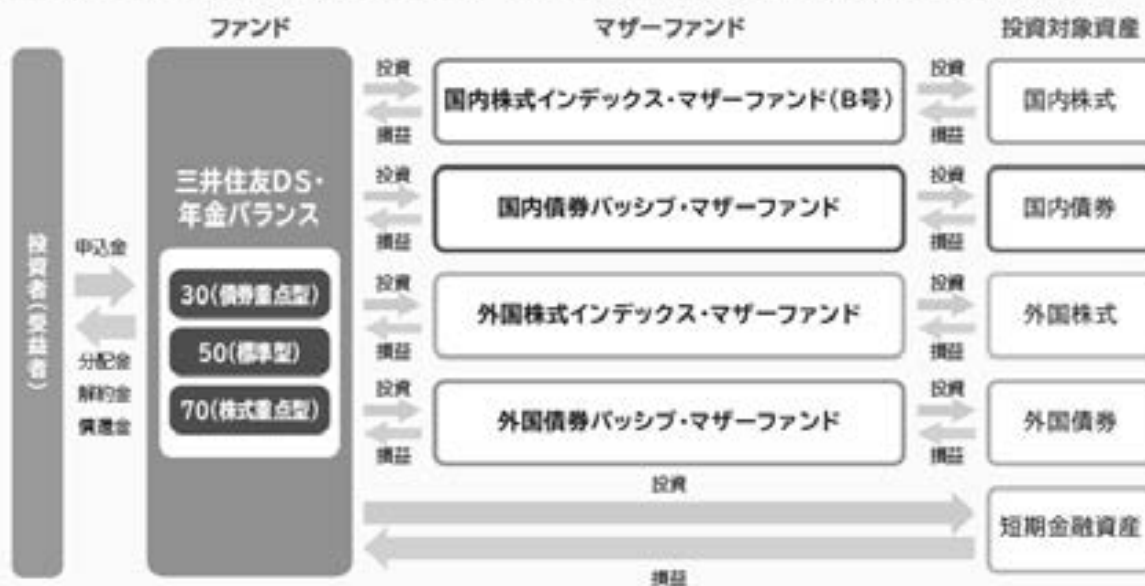 ファンド
マザーファンド
投資対象資産
投資者(受益者)
申込金
分配金
解約金
償還金
三井住友DS・
年金バランス
30(債券重点型)
50(標準型)
70(株式重点型)
投資
損益
国内株式インデックス・マザーファンド(B号)
投資
損益
国内株式
投資
損益
国内債券パッシブ・マザーファンド
投資
損益
国内債券
投資
損益
外国株式インデックス・マザーファンド
投資
損益
外国株式
投資
損益
外国債券パッシブ・マザーファンド
投資
損益
外国債券
投資
損益
短期金融資産